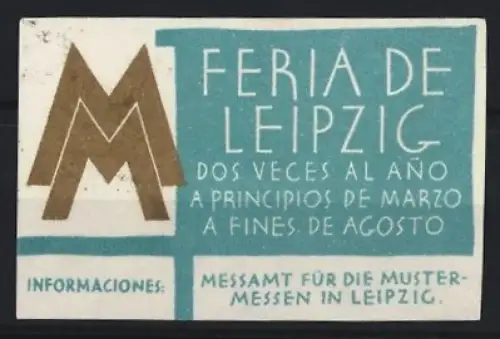 MM
FERIA DE
LEIPZIG
DOS VECES AL AÑO
A PRINCIPIOS DE MARZO
A FINES DE AGOSTO
INFORMACIONES:
MESSAMT FÜR DIE MUSTER-
MESSEN IN LEIPZIG.